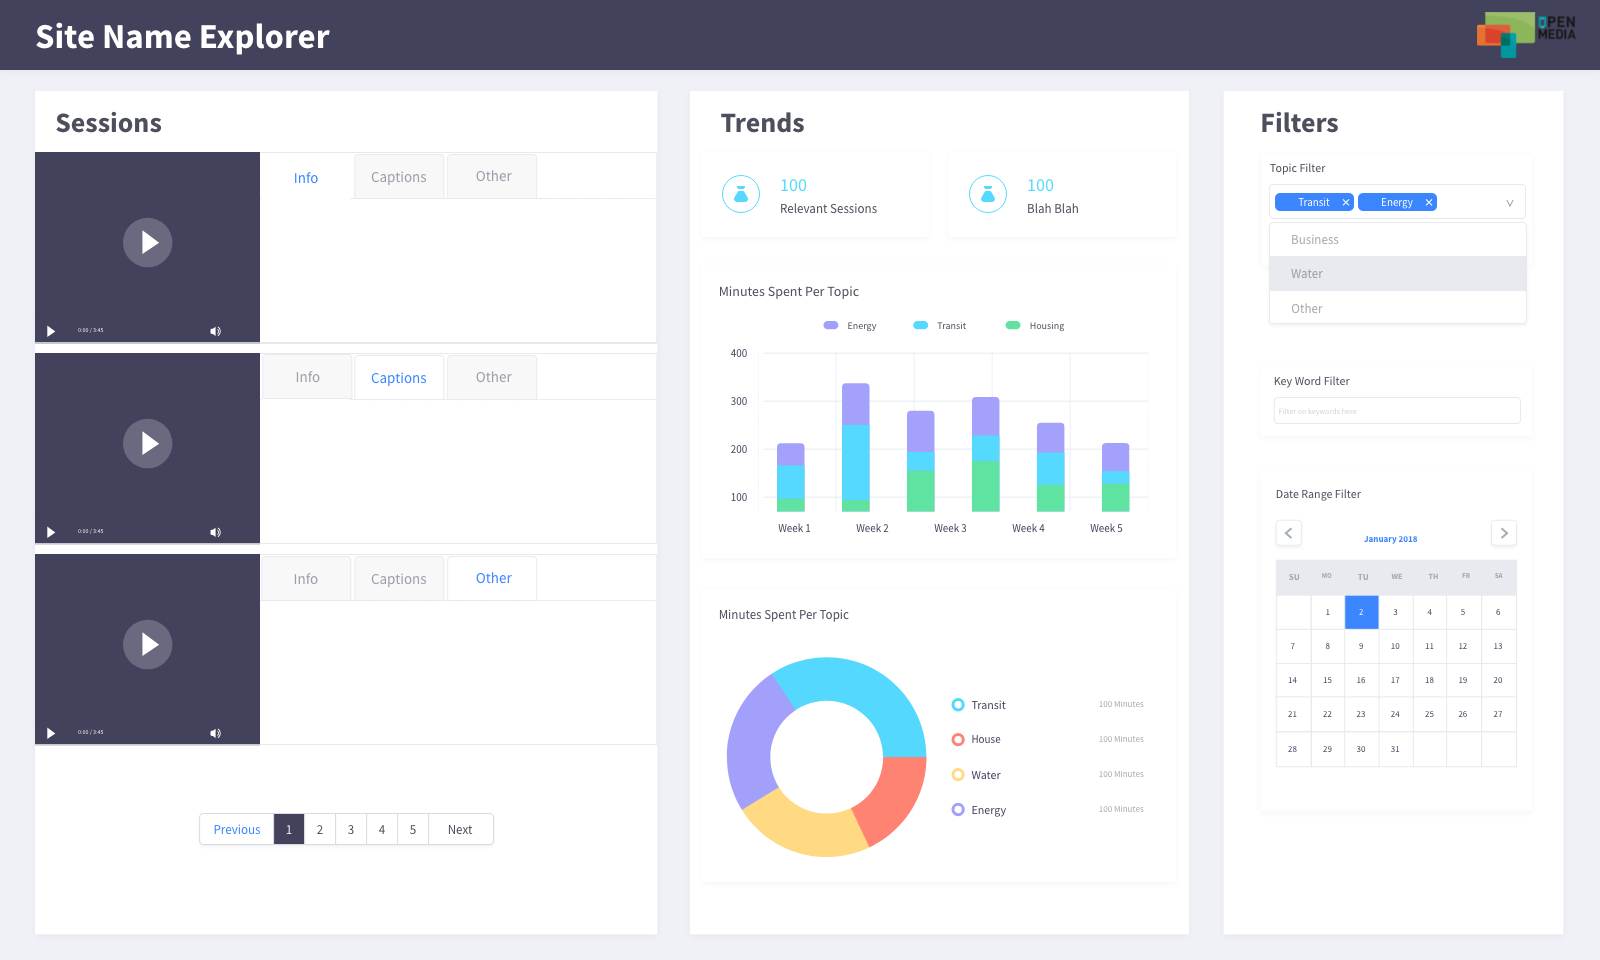 Site Name Explorer
OPEN
MEDIA
Sessions
Info
Captions
Other
0:00 / 3:45
Info
Captions
Other
0:00 / 3:45
Info
Captions
Other
0:00 / 3:45
Previous 1 2 3 4 5 Next
Trends
100
Relevant Sessions
100
Blah Blah
Minutes Spent Per Topic
Energy Transit Housing
400
300
200
100
Week 1 Week 2 Week 3 Week 4 Week 5
Minutes Spent Per Topic
Transit 100 Minutes
House 100 Minutes
Water 100 Minutes
Energy 100 Minutes
Filters
Topic Filter
Transit Energy
Business
Water
Other
Key Word Filter
Filter on keywords here
Date Range Filter
January 2018
SU MO TU WE TH FR SA
1 2 3 4 5 6
7 8 9 10 11 12 13
14 15 16 17 18 19 20
21 22 23 24 25 26 27
28 29 30 31